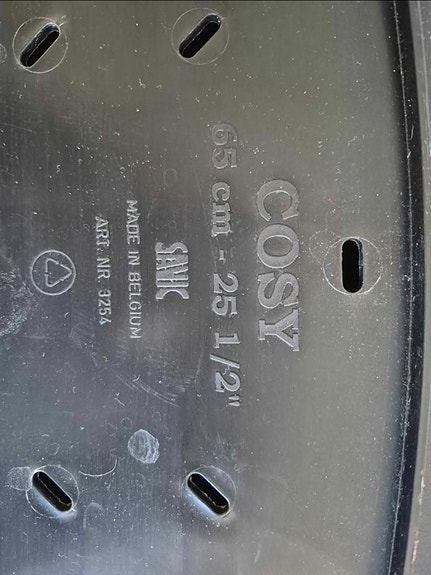 COSY
65 cm - 25 1/2"
SAVIC
MADE IN BELGIUM
ART. NR. 3254